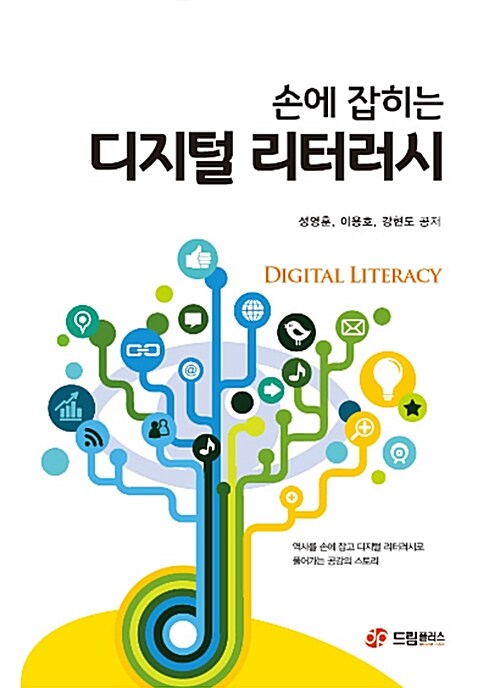 손에 잡히는
디지털 리터러시
성영훈, 이용호, 강현도 공저
DIGITAL LITERACY
@
역사를 손에 잡고 디지털 리터러시로
풀어가는 공감의 스토리
드림플러스